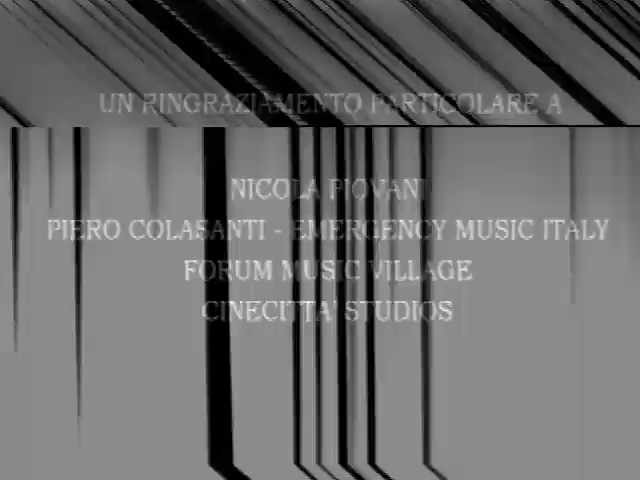 UN RINGRAZIAMENTO PARTICOLARE A
NICOLA PIOVANI
PIERO COLASANTI - EMERGENCY MUSIC ITALY
FORUM MUSIC VILLAGE
CINECITTA' STUDIOS